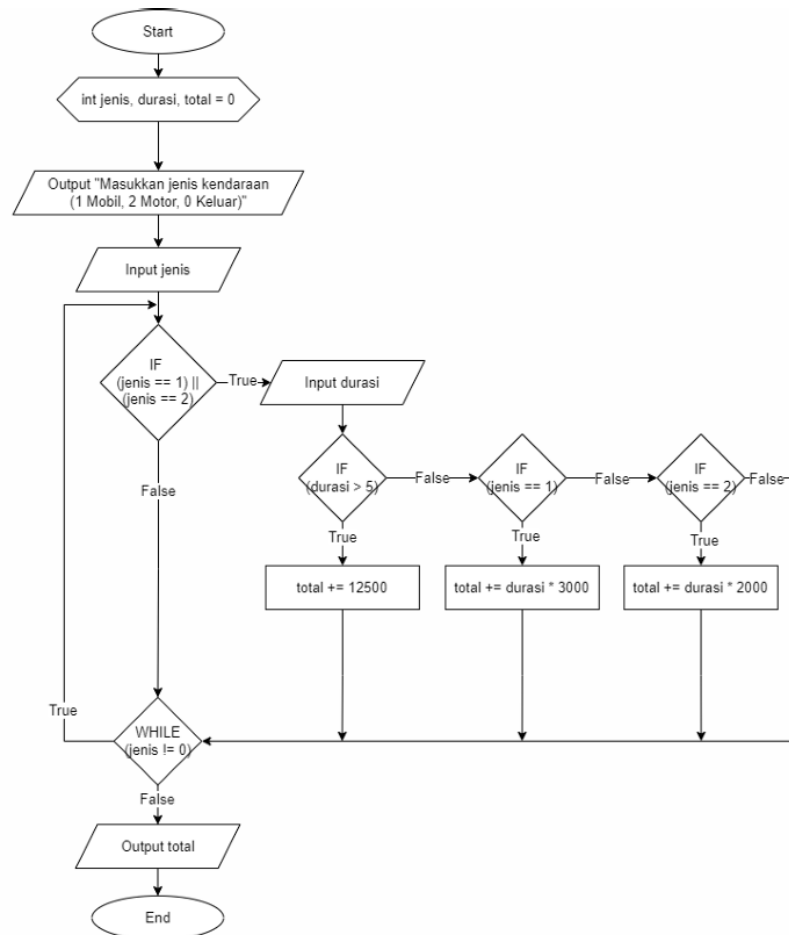 Start
int jenis, durasi, total = 0
Output "Masukkan jenis kendaraan
(1 Mobil, 2 Motor, 0 Keluar)"
Input jenis
IF
(jenis == 1) ||
(jenis == 2)
True
Input durasi
False
IF
(durasi > 5)
False
IF
(jenis == 1)
False
IF
(jenis == 2)
False
True
True
True
total += 12500
total += durasi * 3000
total += durasi * 2000
True
WHILE
(jenis != 0)
False
Output total
End